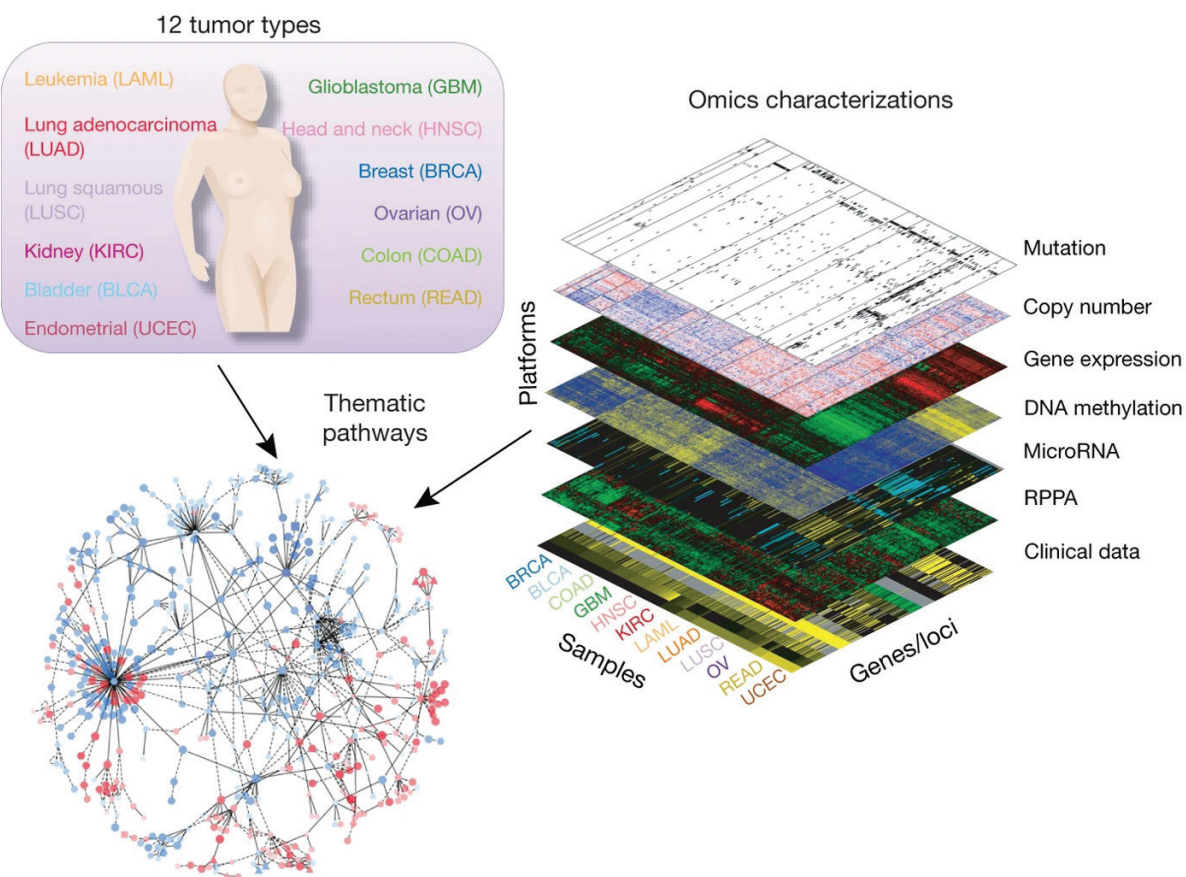 12 tumor types
Leukemia (LAML)
Lung adenocarcinoma
(LUAD)
Lung squamous
(LUSC)
Kidney (KIRC)
Bladder (BLCA)
Endometrial (UCEC)
Glioblastoma (GBM)
Head and neck (HNSC)
Breast (BRCA)
Ovarian (OV)
Colon (COAD)
Rectum (READ)
Thematic
pathways
Omics characterizations
Platforms
Mutation
Copy number
Gene expression
DNA methylation
MicroRNA
RPPA
Clinical data
BRCA
BLCA
COAD
GBM
HNSC
KIRC
LAML
LUAD
LUSC
OV
READ
UCEC
Samples
Genes/loci